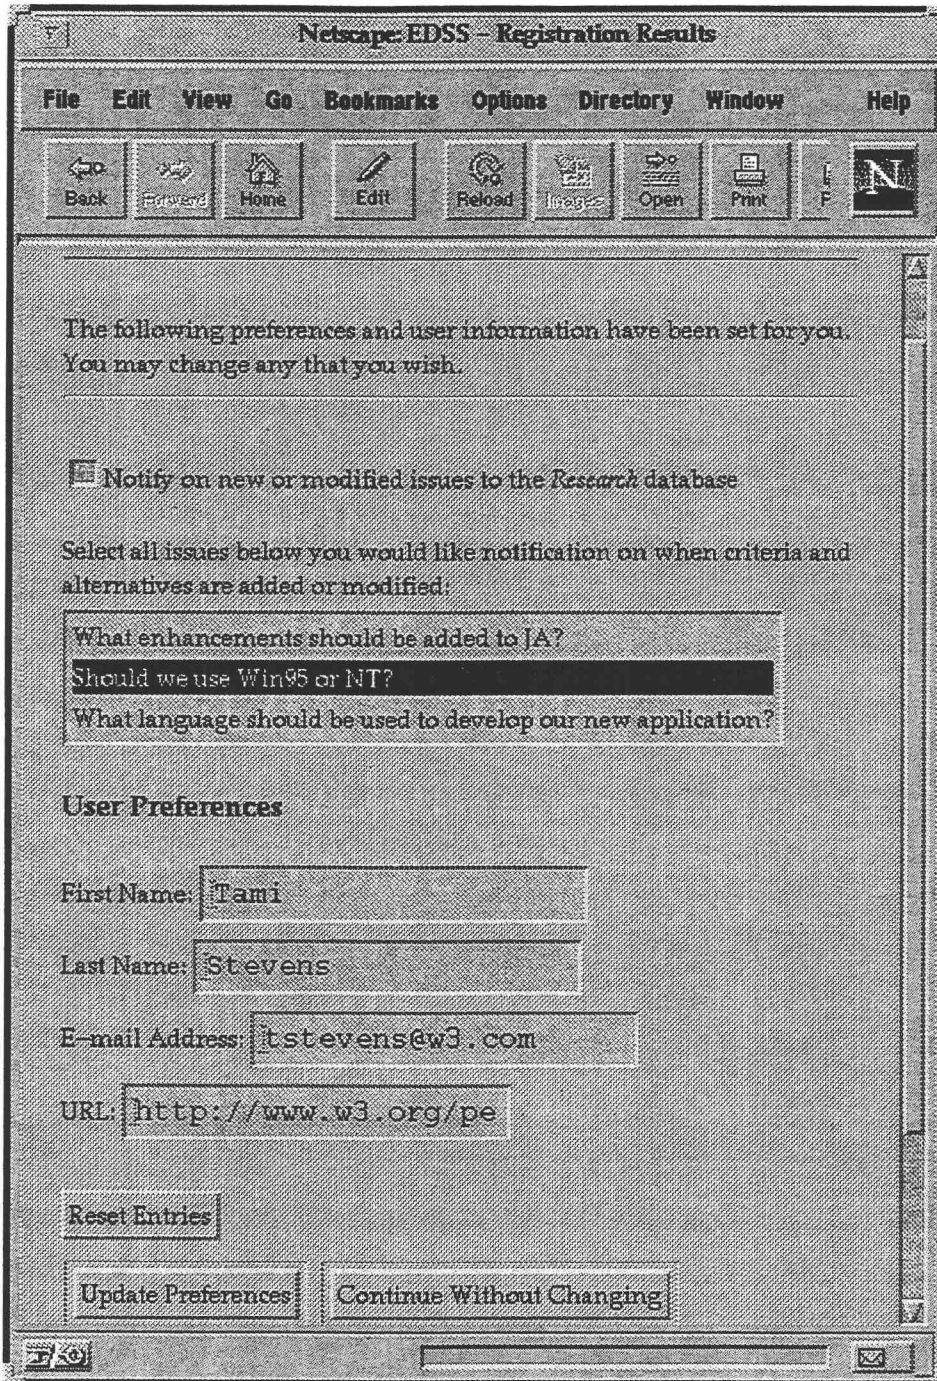 Netscape: EDSS – Registration Results
File Edit View Go Bookmarks Options Directory Window Help
Back Forward Home Edit Reload Images Open Print F
N
The following preferences and user information have been set for you.
You may change any that you wish.
Notify on new or modified issues to the Research database
Select all issues below you would like notification on when criteria and
alternatives are added or modified:
What enhancements should be added to JA?
Should we use Win95 or NT?
What language should be used to develop our new application?
User Preferences
First Name: Tami
Last Name: Stevens
E-mail Address: tstevens@w3.com
URL: http://www.w3.org/pe
Reset Entries
Update Preferences Continue Without Changing